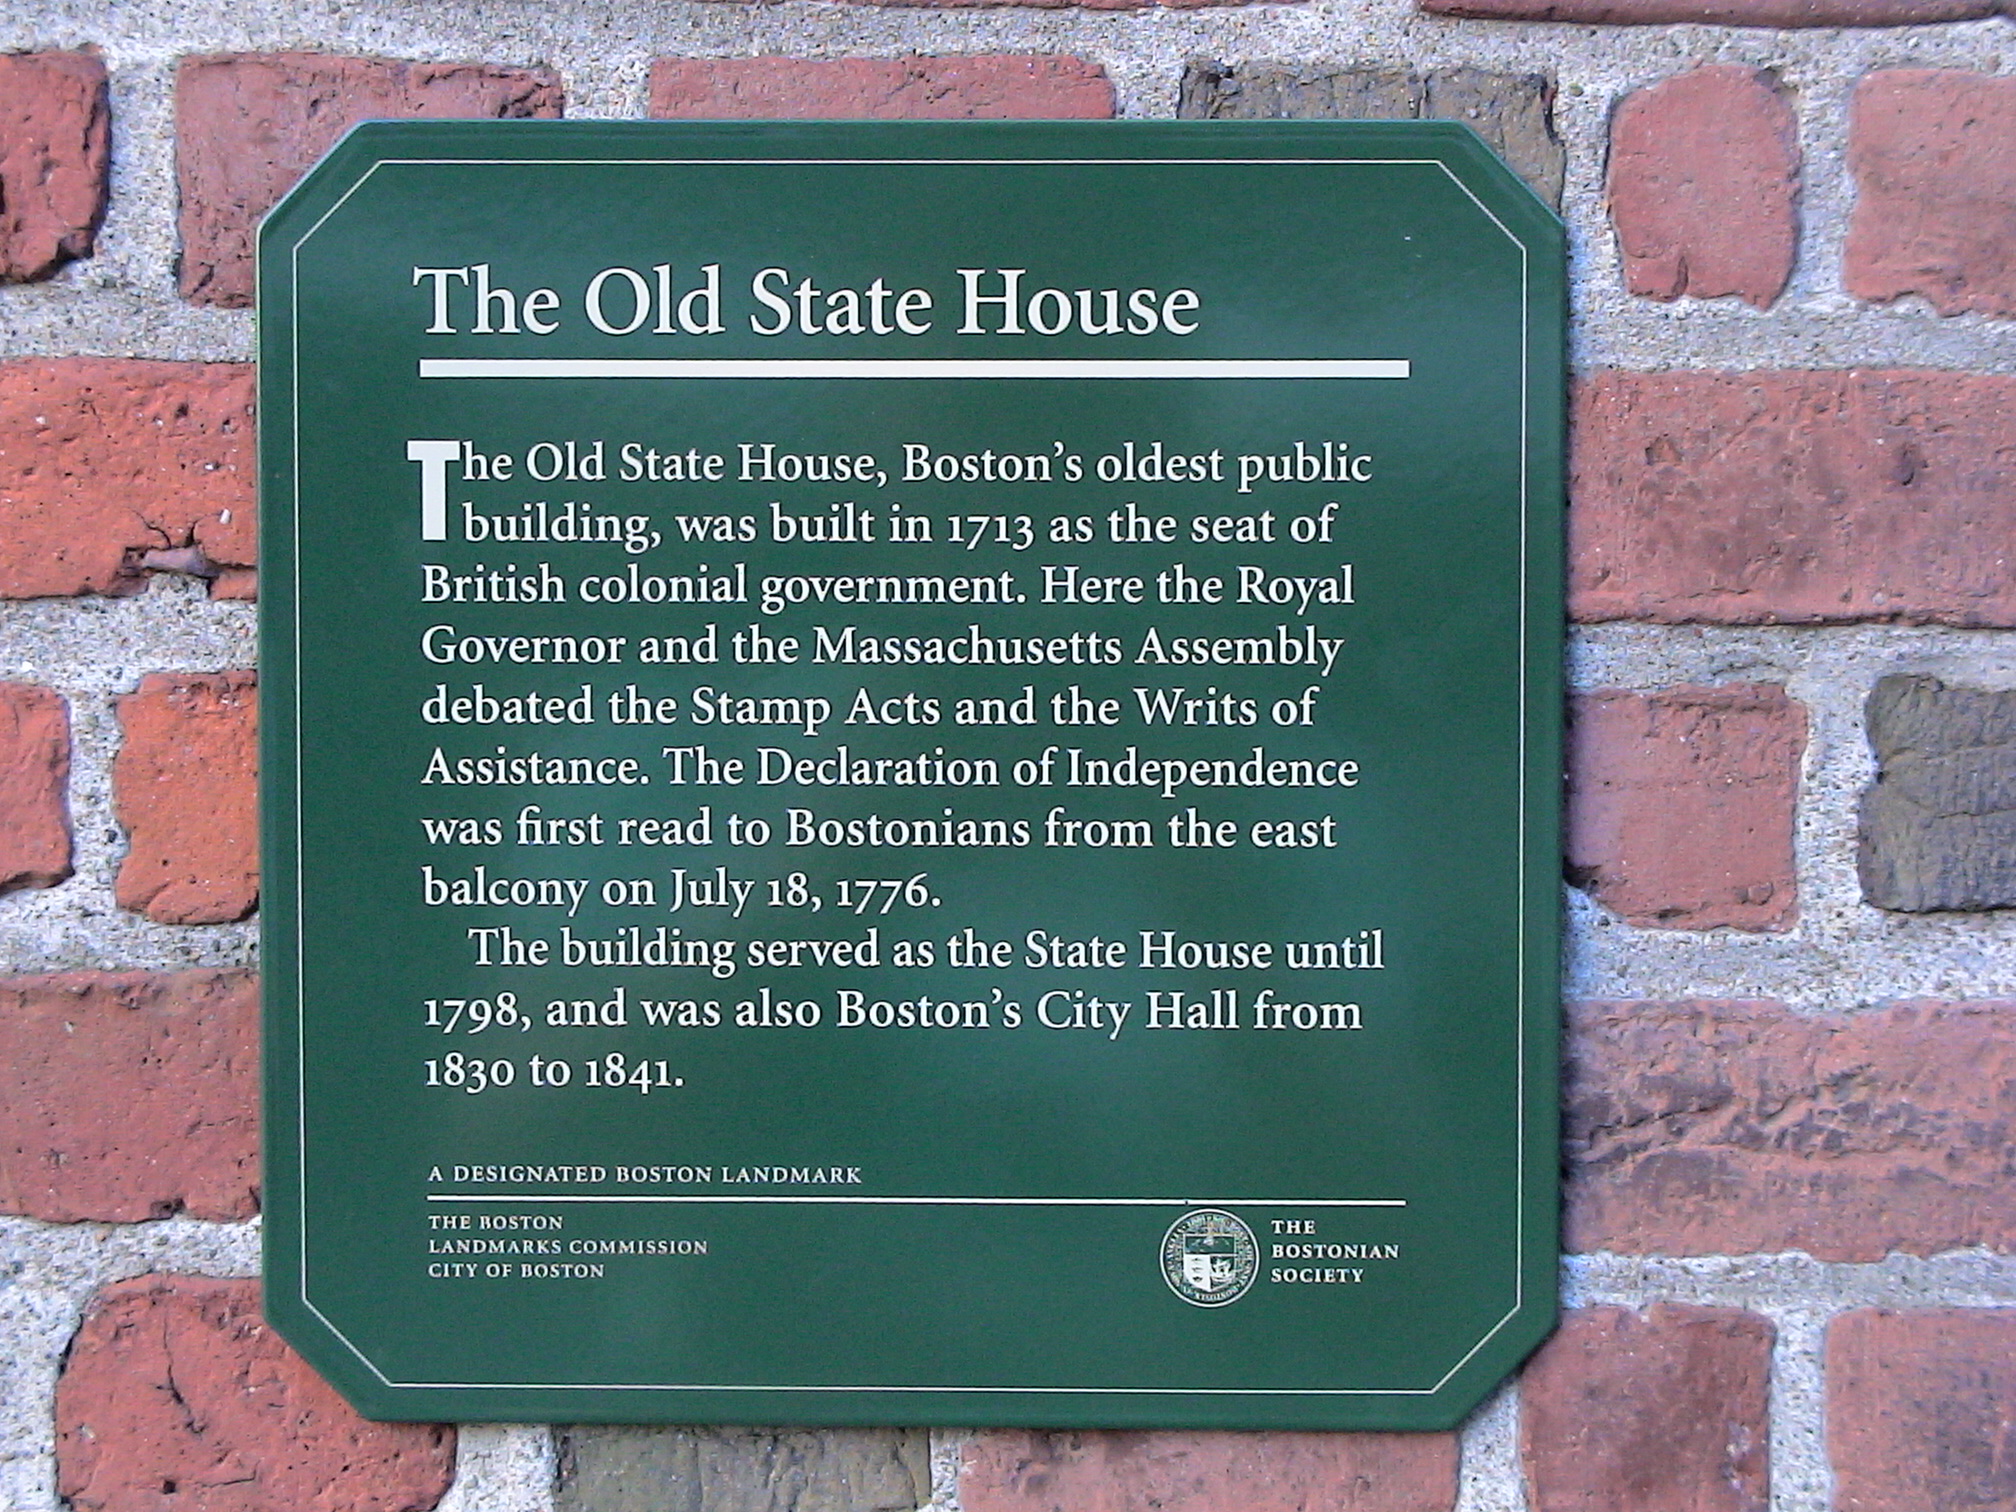 The Old State House
The Old State House, Boston's oldest public
building, was built in 1713 as the seat of
British colonial government. Here the Royal
Governor and the Massachusetts Assembly
debated the Stamp Acts and the Writs of
Assistance. The Declaration of Independence
was first read to Bostonians from the east
balcony on July 18, 1776.
The building served as the State House until
1798, and was also Boston's City Hall from
1830 to 1841.
A DESIGNATED BOSTON LANDMARK
THE BOSTON
LANDMARKS COMMISSION
CITY OF BOSTON
THE
BOSTONIAN
SOCIETY